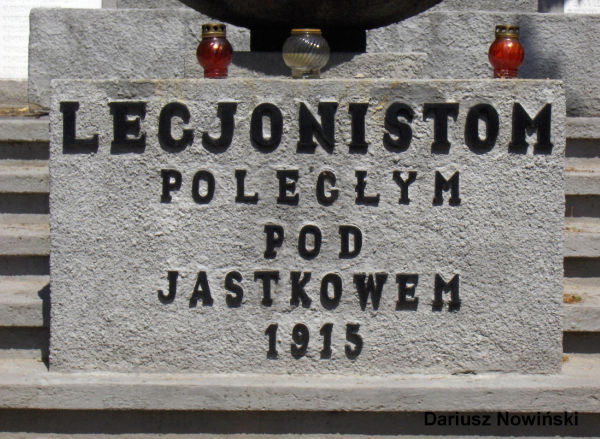 LEGJONISTOM
POLEGŁYM
POD
JASTKOWEM
1915
Dariusz Nowiński